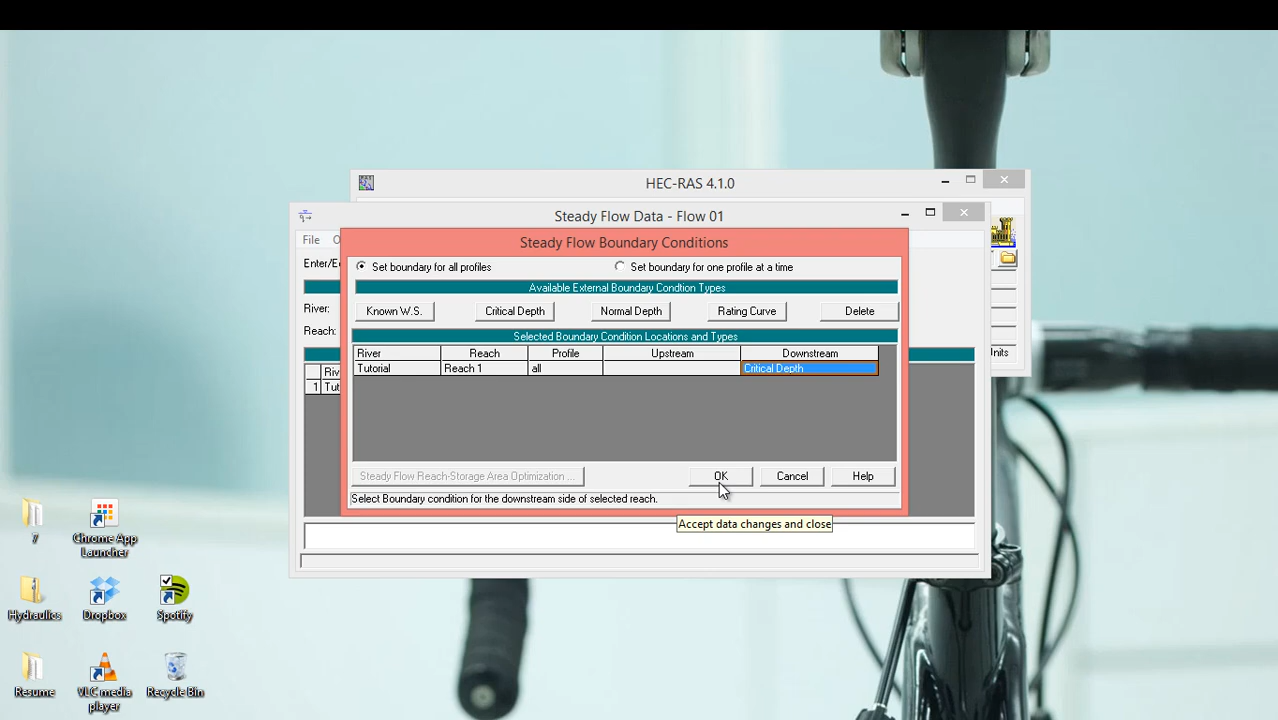 HEC-RAS 4.1.0
Steady Flow Data - Flow 01
Steady Flow Boundary Conditions
File
Enter/E
River:
Reach:
Set boundary for all profiles
Set boundary for one profile at a time
Available External Boundary Condtion Types
Known W.S.
Critical Depth
Normal Depth
Rating Curve
Delete
Selected Boundary Condition Locations and Types
River Reach Profile Upstream Downstream
Tutorial Reach 1 all Critical Depth
Riv
1 Tut
Steady Flow Reach-Storage Area Optimization ...
OK
Cancel
Help
Select Boundary condition for the downstream side of selected reach.
Accept data changes and close
7
Chrome App
Launcher
Hydraulics
Dropbox
Spotify
Resume
VLC media
player
Recycle Bin